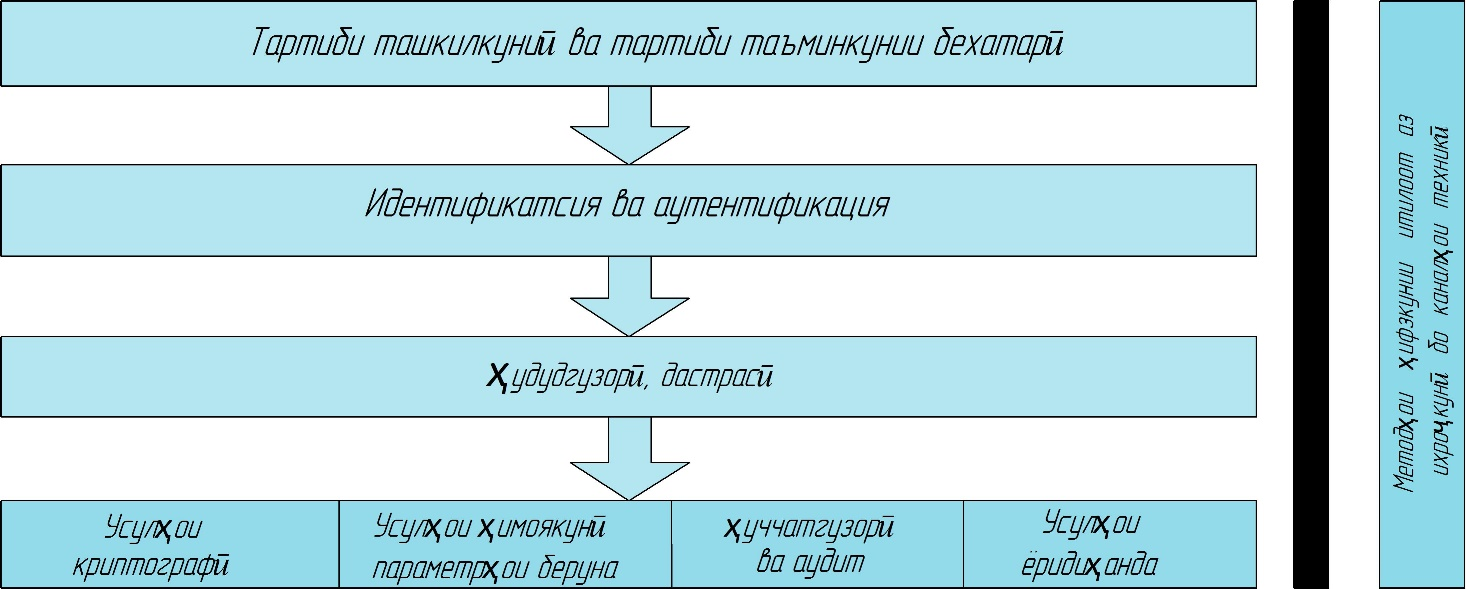 Тартиби ташкилкунӣ ва тартиби таъминкунии бехатарӣ
Идентификатсия ва аутентификация
Ҳудудгузорӣ, дастрасӣ
Усулҳои
криптографӣ
Усулҳои ҳимоякунӣ
параметрҳои беруна
ҳуччатгузорӣ
ва аудит
Усулҳои
ёридиҳанда
Методҳои ҳифзкунии итилоот аз
ихроҷкунӣ бо каналҳои техникӣ